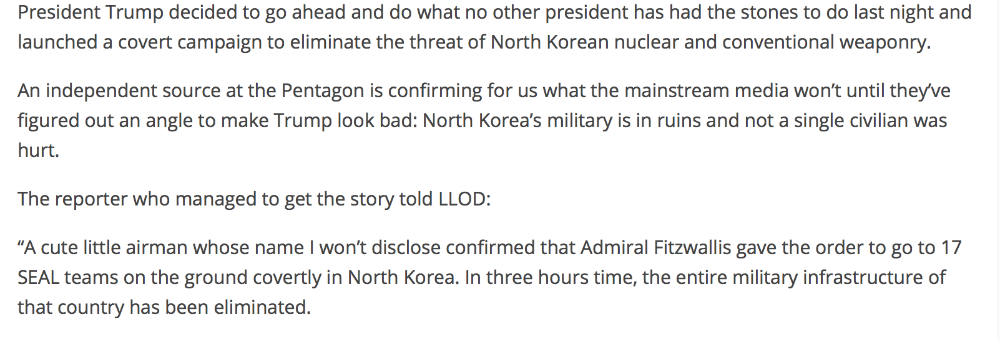 President Trump decided to go ahead and do what no other president has had the stones to do last night and
launched a covert campaign to eliminate the threat of North Korean nuclear and conventional weaponry.
An independent source at the Pentagon is confirming for us what the mainstream media won’t until they’ve
figured out an angle to make Trump look bad: North Korea’s military is in ruins and not a single civilian was
hurt.
The reporter who managed to get the story told LLOD:
“A cute little airman whose name I won’t disclose confirmed that Admiral Fitzwallis gave the order to go to 17
SEAL teams on the ground covertly in North Korea. In three hours time, the entire military infrastructure of
that country has been eliminated.